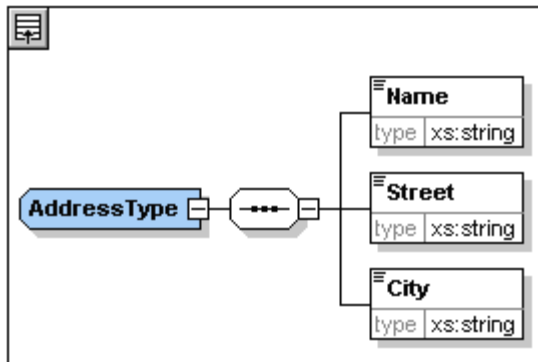 Name
type xs:string
AddressType
Street
type xs:string
City
type xs:string